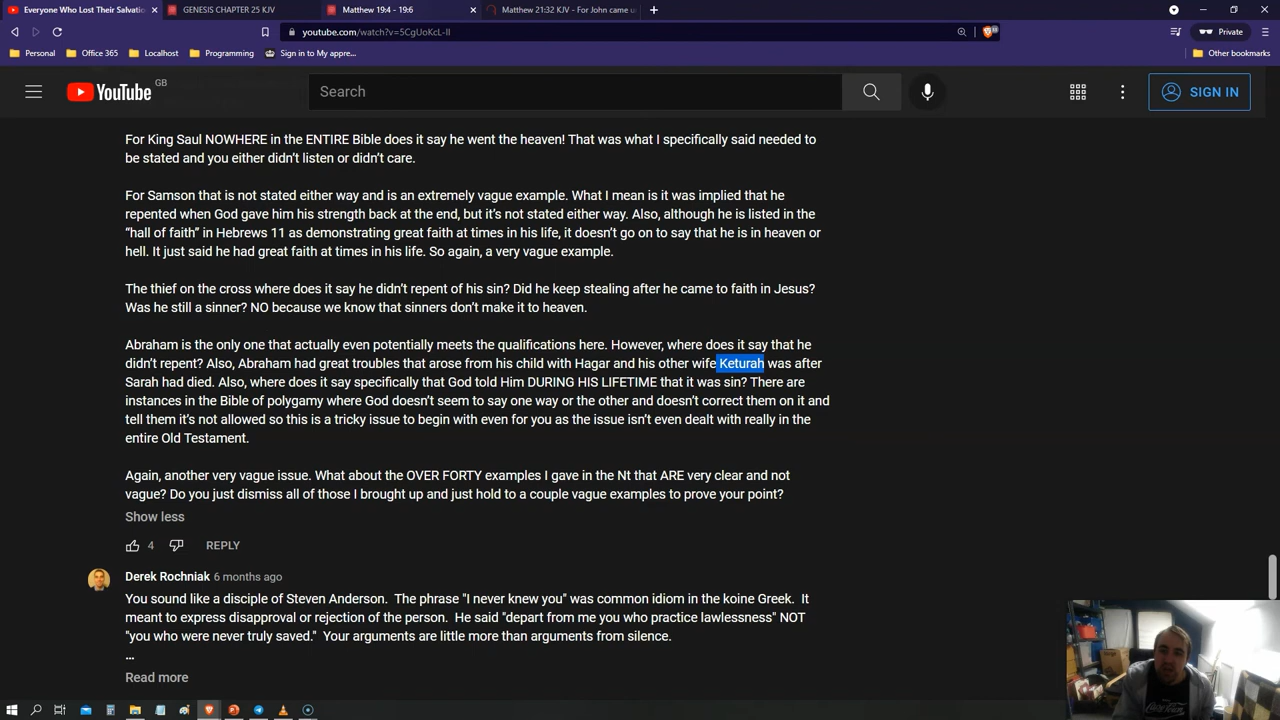 Everyone Who Lost Their Salvatio
GENESIS CHAPTER 25 KJV
Matthew 19:4 - 19:6
Matthew 21:32 KJV - For John came u
youtube.com/watch?v=5CgUoKcL-lI
Private
Personal
Office 365
Localhost
Programming
Sign in to My appre...
Other bookmarks
YouTube GB
Search
SIGN IN
For King Saul NOWHERE in the ENTIRE Bible does it say he went the heaven! That was what I specifically said needed to
be stated and you either didn’t listen or didn’t care.
For Samson that is not stated either way and is an extremely vague example. What I mean is it was implied that he
repented when God gave him his strength back at the end, but it’s not stated either way. Also, although he is listed in the
“hall of faith” in Hebrews 11 as demonstrating great faith at times in his life, it doesn’t go on to say that he is in heaven or
hell. It just said he had great faith at times in his life. So again, a very vague example.
The thief on the cross where does it say he didn’t repent of his sin? Did he keep stealing after he came to faith in Jesus?
Was he still a sinner? NO because we know that sinners don’t make it to heaven.
Abraham is the only one that actually even potentially meets the qualifications here. However, where does it say that he
didn’t repent? Also, Abraham had great troubles that arose from his child with Hagar and his other wife Keturah was after
Sarah had died. Also, where does it say specifically that God told Him DURING HIS LIFETIME that it was sin? There are
instances in the Bible of polygamy where God doesn’t seem to say one way or the other and doesn’t correct them on it and
tell them it’s not allowed so this is a tricky issue to begin with even for you as the issue isn’t even dealt with really in the
entire Old Testament.
Again, another very vague issue. What about the OVER FORTY examples I gave in the Nt that ARE very clear and not
vague? Do you just dismiss all of those I brought up and just hold to a couple vague examples to prove your point?
Show less
4
REPLY
Derek Rochniak 6 months ago
You sound like a disciple of Steven Anderson.  The phrase "I never knew you" was common idiom in the koine Greek.  It
meant to express disapproval or rejection of the person.  He said "depart from me you who practice lawlessness" NOT
"you who were never truly saved."  Your arguments are little more than arguments from silence.
...
Read more